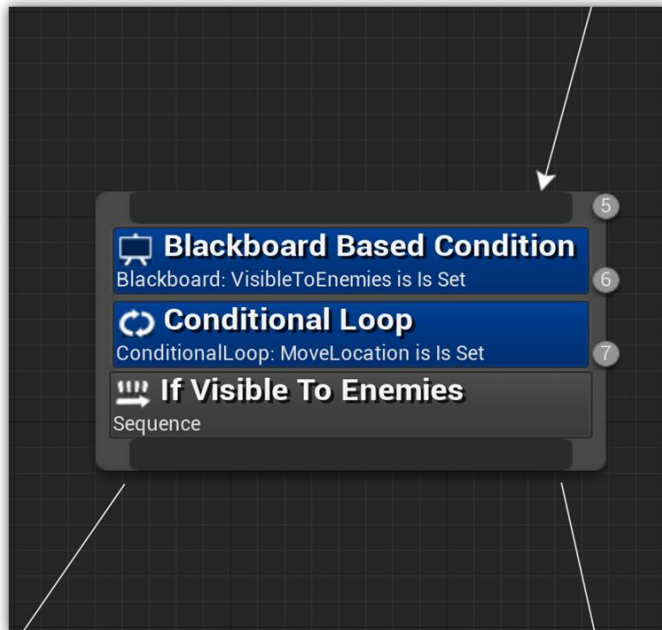 5
Blackboard Based Condition
Blackboard: VisibleToEnemies is Is Set
6
Conditional Loop
ConditionalLoop: MoveLocation is Is Set
7
If Visible To Enemies
Sequence